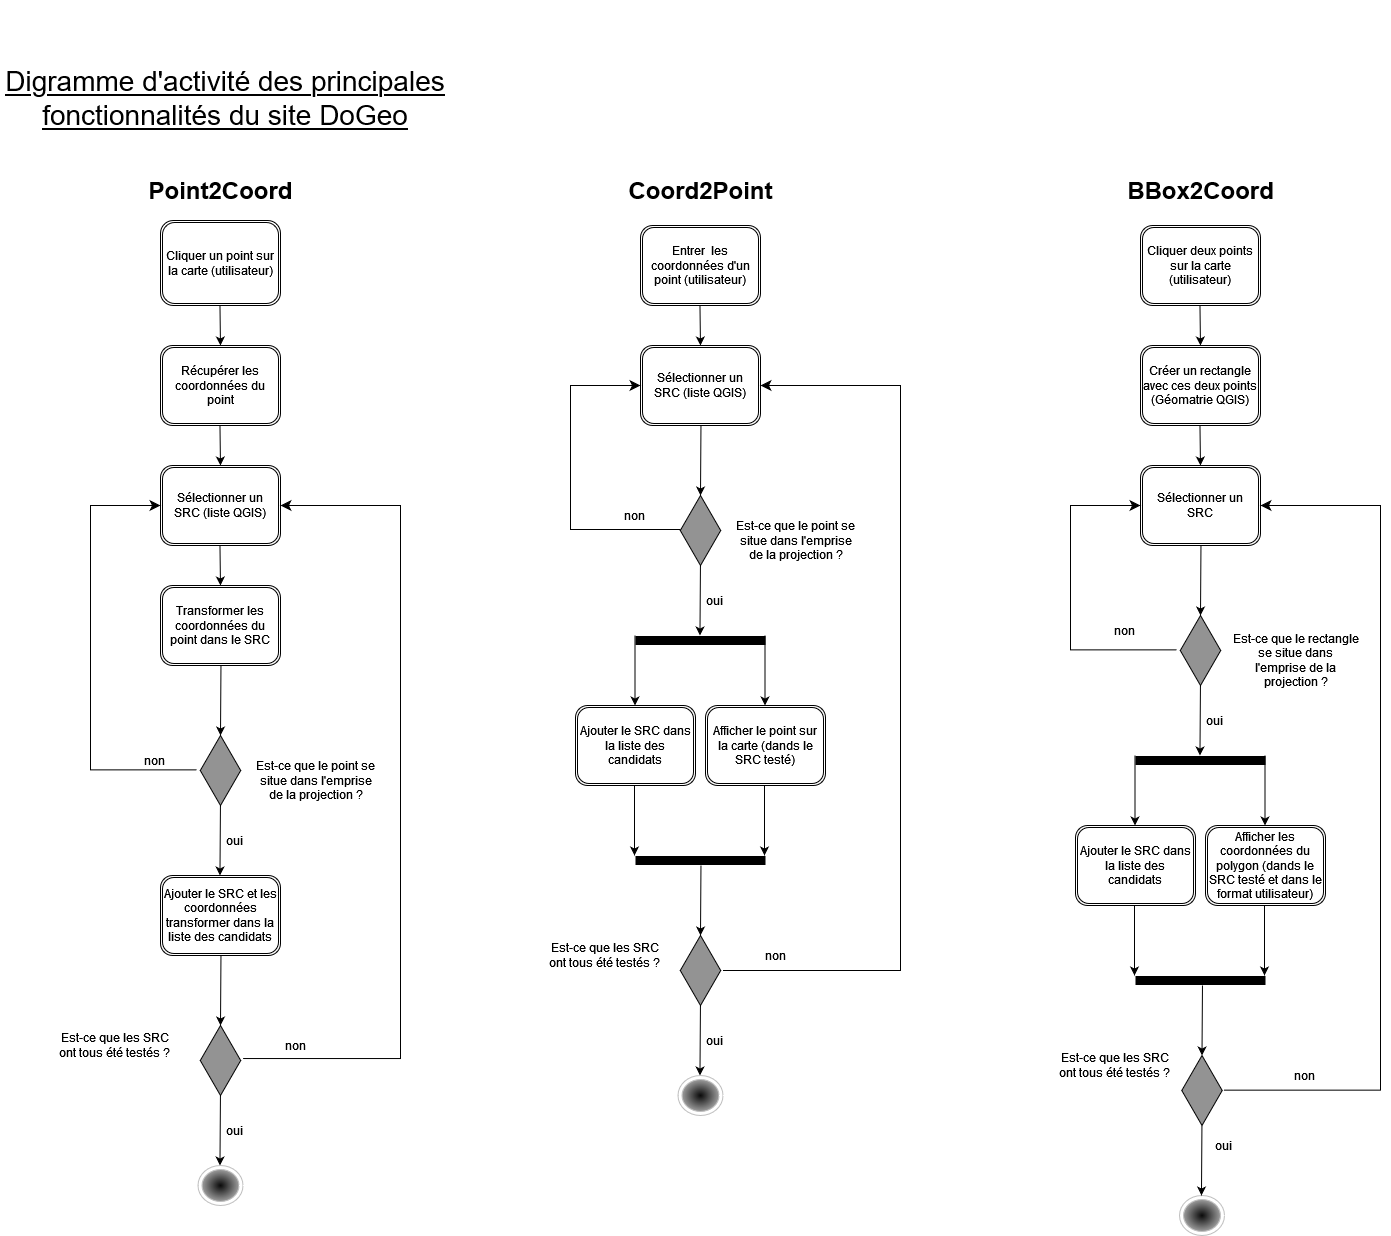 Digramme d'activité des principales
fonctionnalités du site DoGeo
Point2Coord
Cliquer un point sur
la carte (utilisateur)
Récupérer les
coordonnées du
point
Sélectionner un
SRC (liste QGIS)
Transformer les
coordonnées du
point dans le SRC
non
Est-ce que le point se
situe dans l'emprise
de la projection ?
oui
Ajouter le SRC et les
coordonnées
transformer dans la
liste des candidats
Est-ce que les SRC
ont tous été testés ?
non
oui
Coord2Point
Entrer les
coordonnées d'un
point (utilisateur)
Sélectionner un
SRC (liste QGIS)
non
Est-ce que le point se
situe dans l'emprise
de la projection ?
oui
Ajouter le SRC dans
la liste des
candidats
Afficher le point sur
la carte (dands le
SRC testé)
Est-ce que les SRC
ont tous été testés ?
non
oui
BBox2Coord
Cliquer deux points
sur la carte
(utilisateur)
Créer un rectangle
avec ces deux points
(Géomatrie QGIS)
Sélectionner un
SRC
non
Est-ce que le rectangle
se situe dans
l'emprise de la
projection ?
oui
Ajouter le SRC dans
la liste des
candidats
Afficher les
coordonnées du
polygon (dands le
SRC testé et dans le
format utilisateur)
Est-ce que les SRC
ont tous été testés ?
non
oui